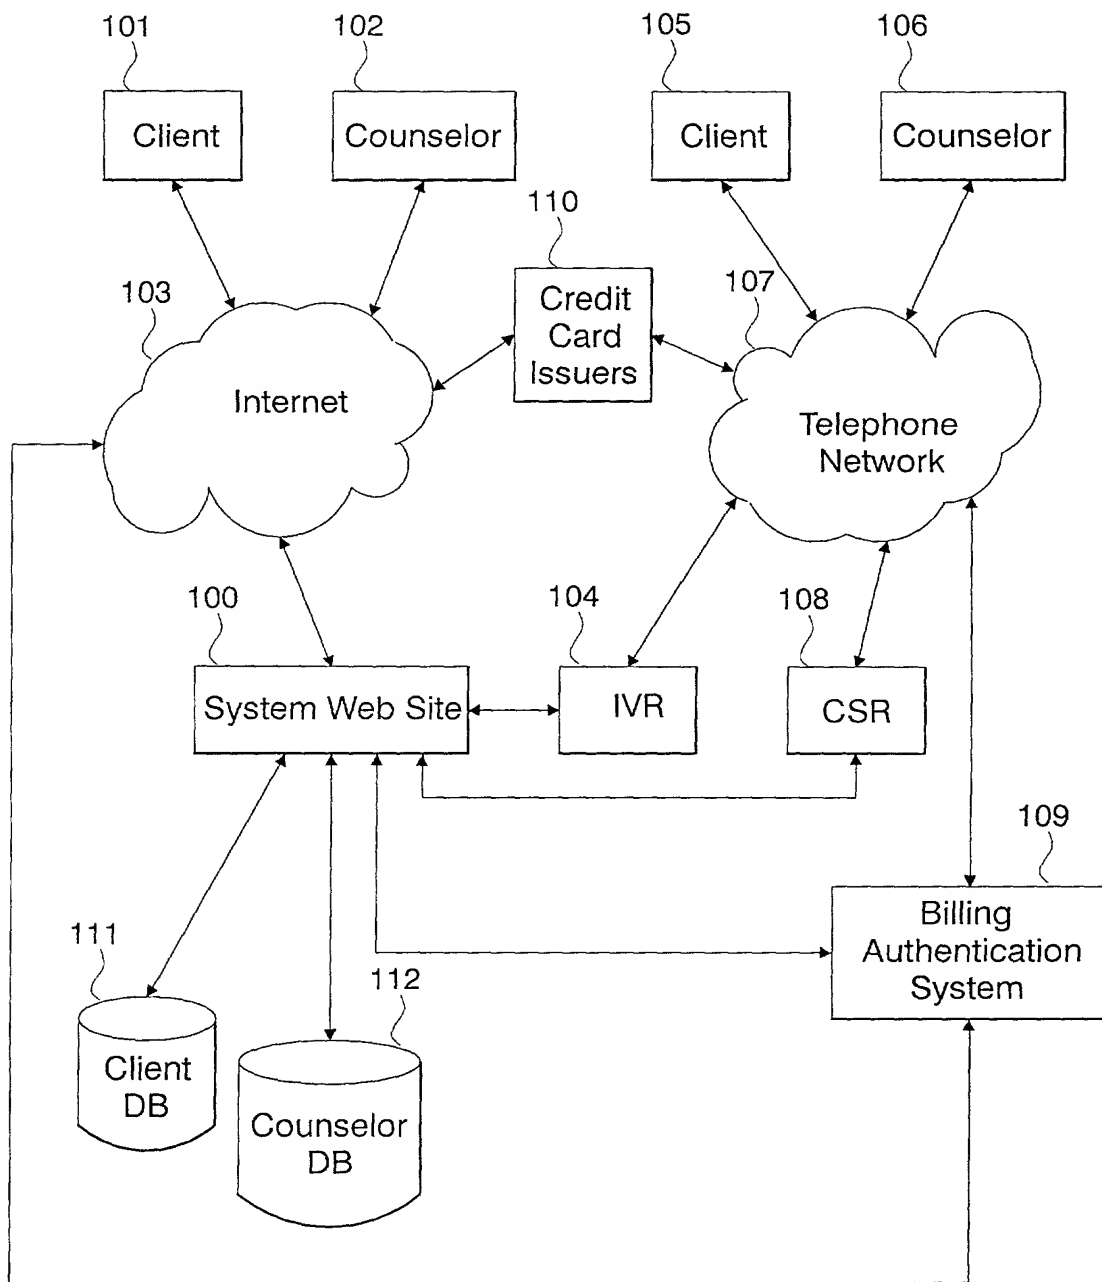 101
102
105
106
Client
Counselor
Client
Counselor
110
103
107
Credit
Card
Issuers
Internet
Telephone
Network
100
104
108
System Web Site
IVR
CSR
109
Billing
Authentication
System
111
112
Client
DB
Counselor
DB